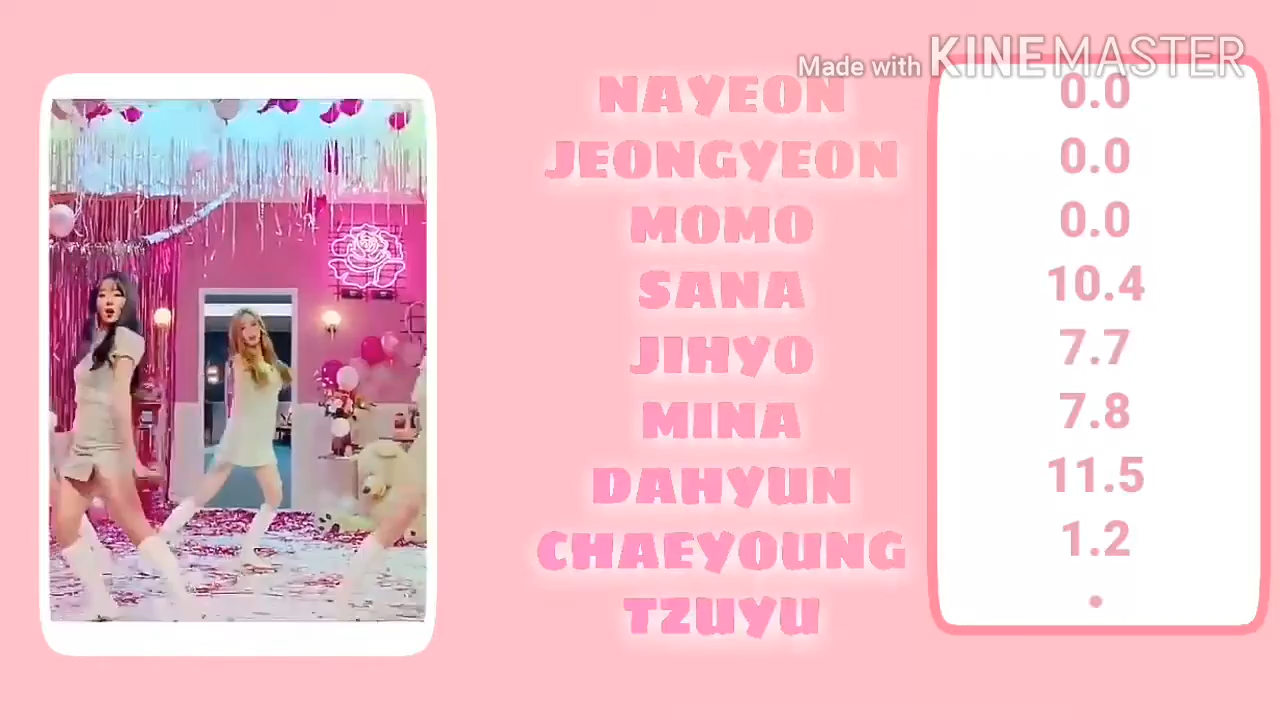 Made with KINEMASTER
NAYEON 0.0
JEONGYEON 0.0
MOMO 0.0
SANA 10.4
JIHYO 7.7
MINA 7.8
DAHYUN 11.5
CHAEYOUNG 1.2
TZUYU •